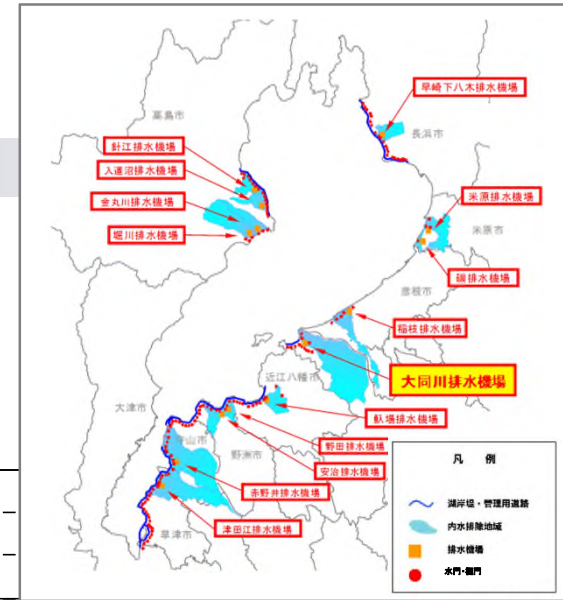 早崎下八木排水機場
高島市
長浜市
針江排水機場
入道沼排水機場
金丸川排水機場
堀川排水機場
米原排水機場
米原市
磯排水機場
彦根市
稲枝排水機場
大同川排水機場
近江八幡市
大津市
野田排水機場
守山市
野洲市
安治排水機場
赤野井排水機場
津田江排水機場
草津市
凡 例
湖岸堤・管理用道路
内水排除地域
排水機場
水門・樋門